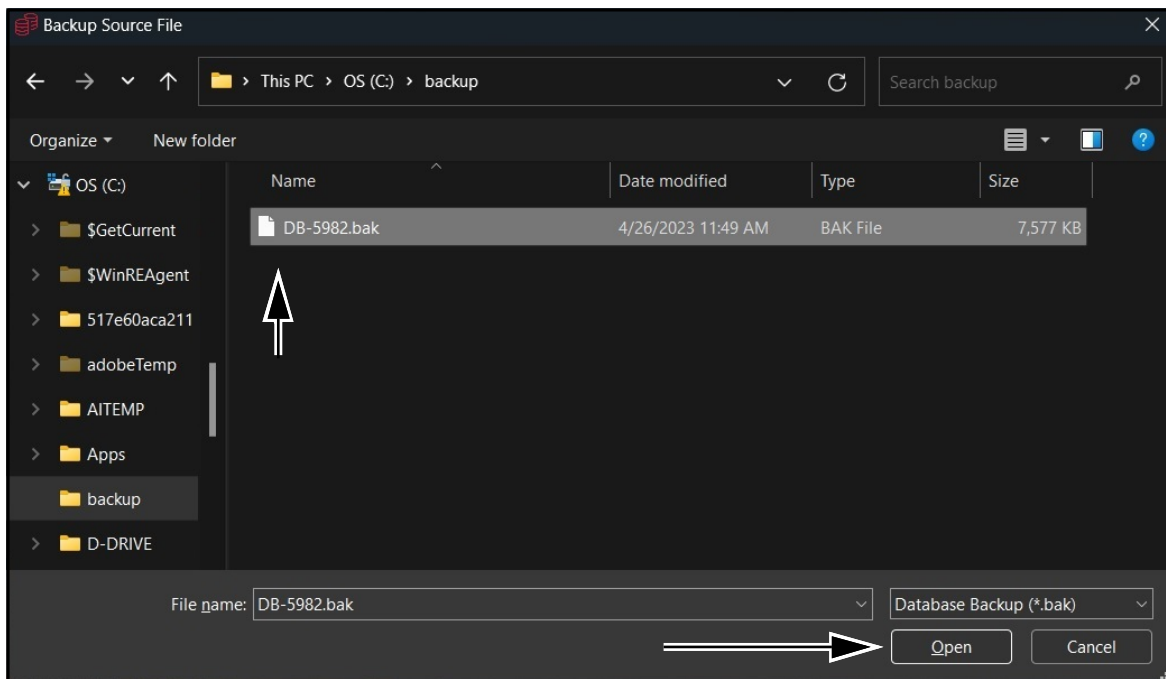 Backup Source File
This PC > OS (C:) > backup
Search backup
Organize
New folder
OS (C:)
$GetCurrent
$WinREAgent
517e60aca211
adobeTemp
AITEMP
Apps
backup
D-DRIVE
Name Date modified Type Size
DB-5982.bak 4/26/2023 11:49 AM BAK File 7,577 KB
File name: DB-5982.bak
Database Backup (*.bak)
Open
Cancel